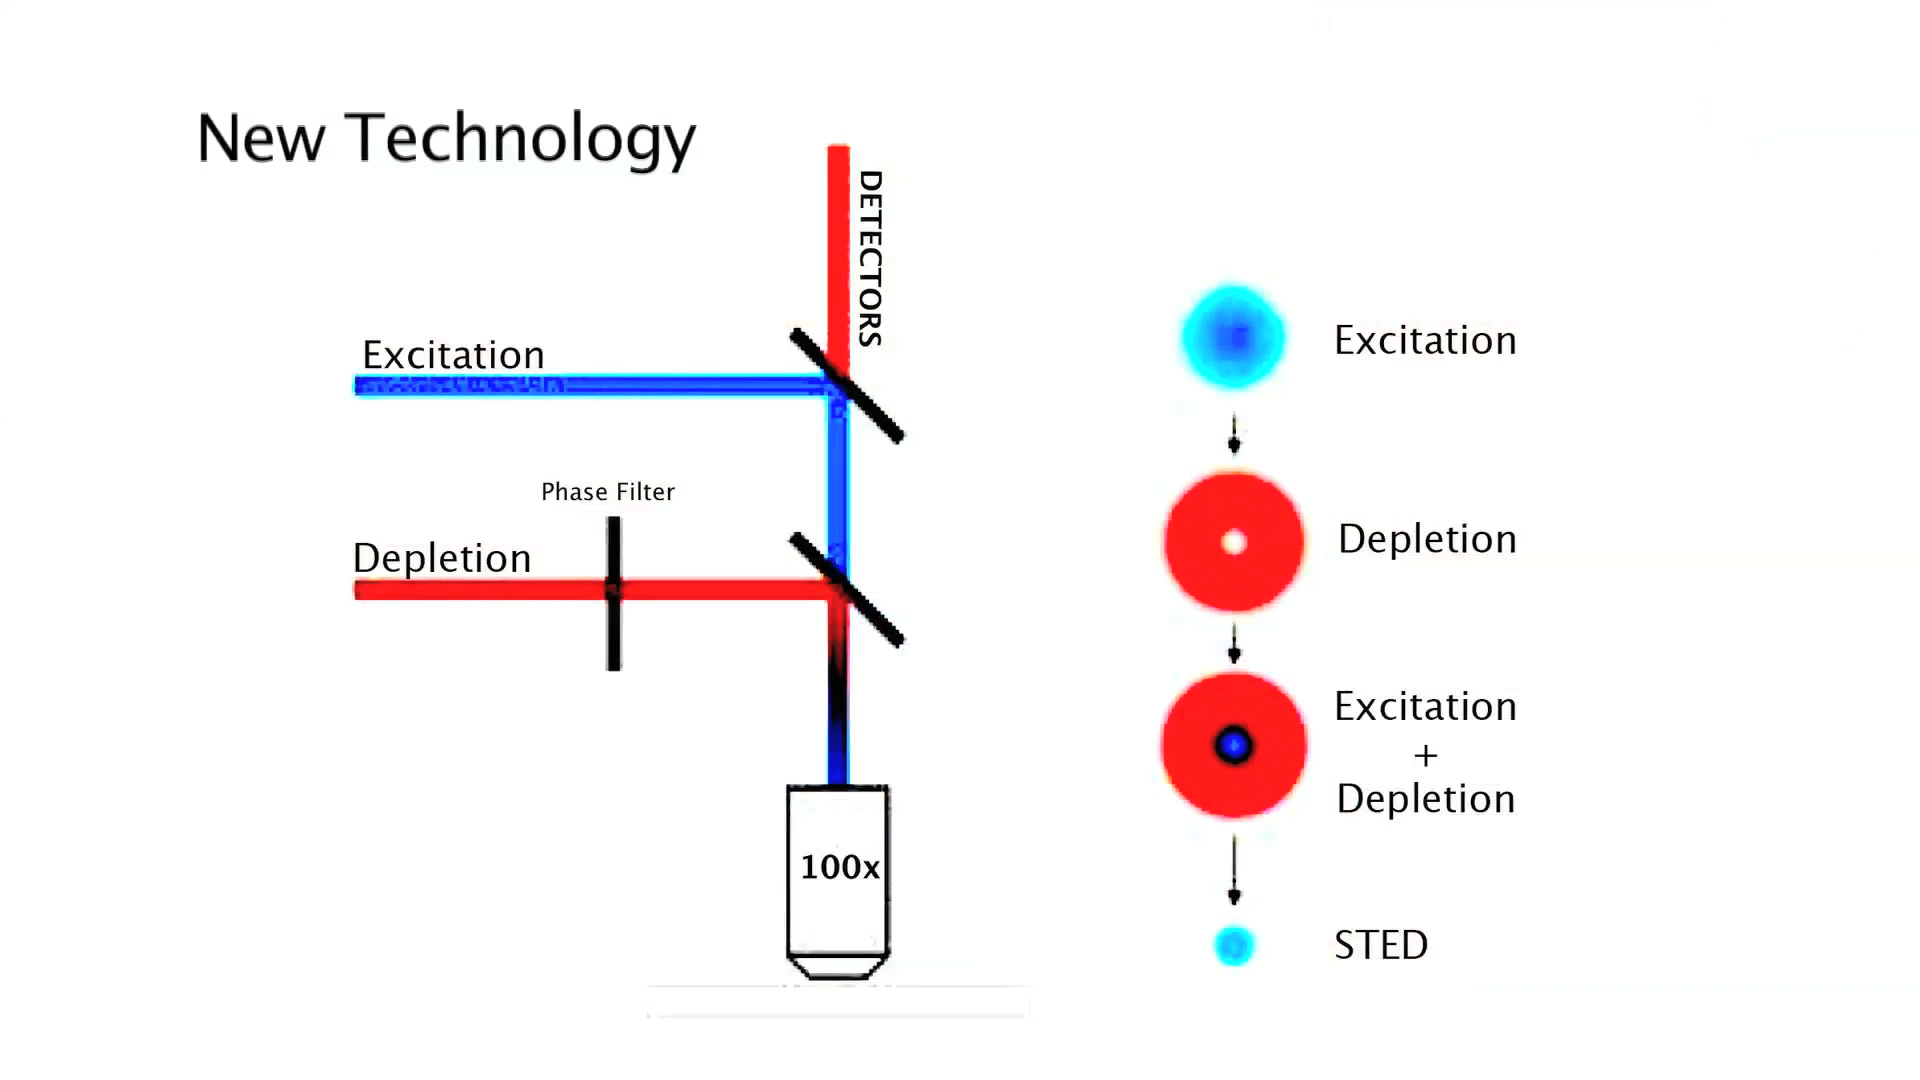 New Technology
DETECTORS
Excitation
Phase Filter
Depletion
100x
Excitation
Depletion
Excitation
+
Depletion
STED